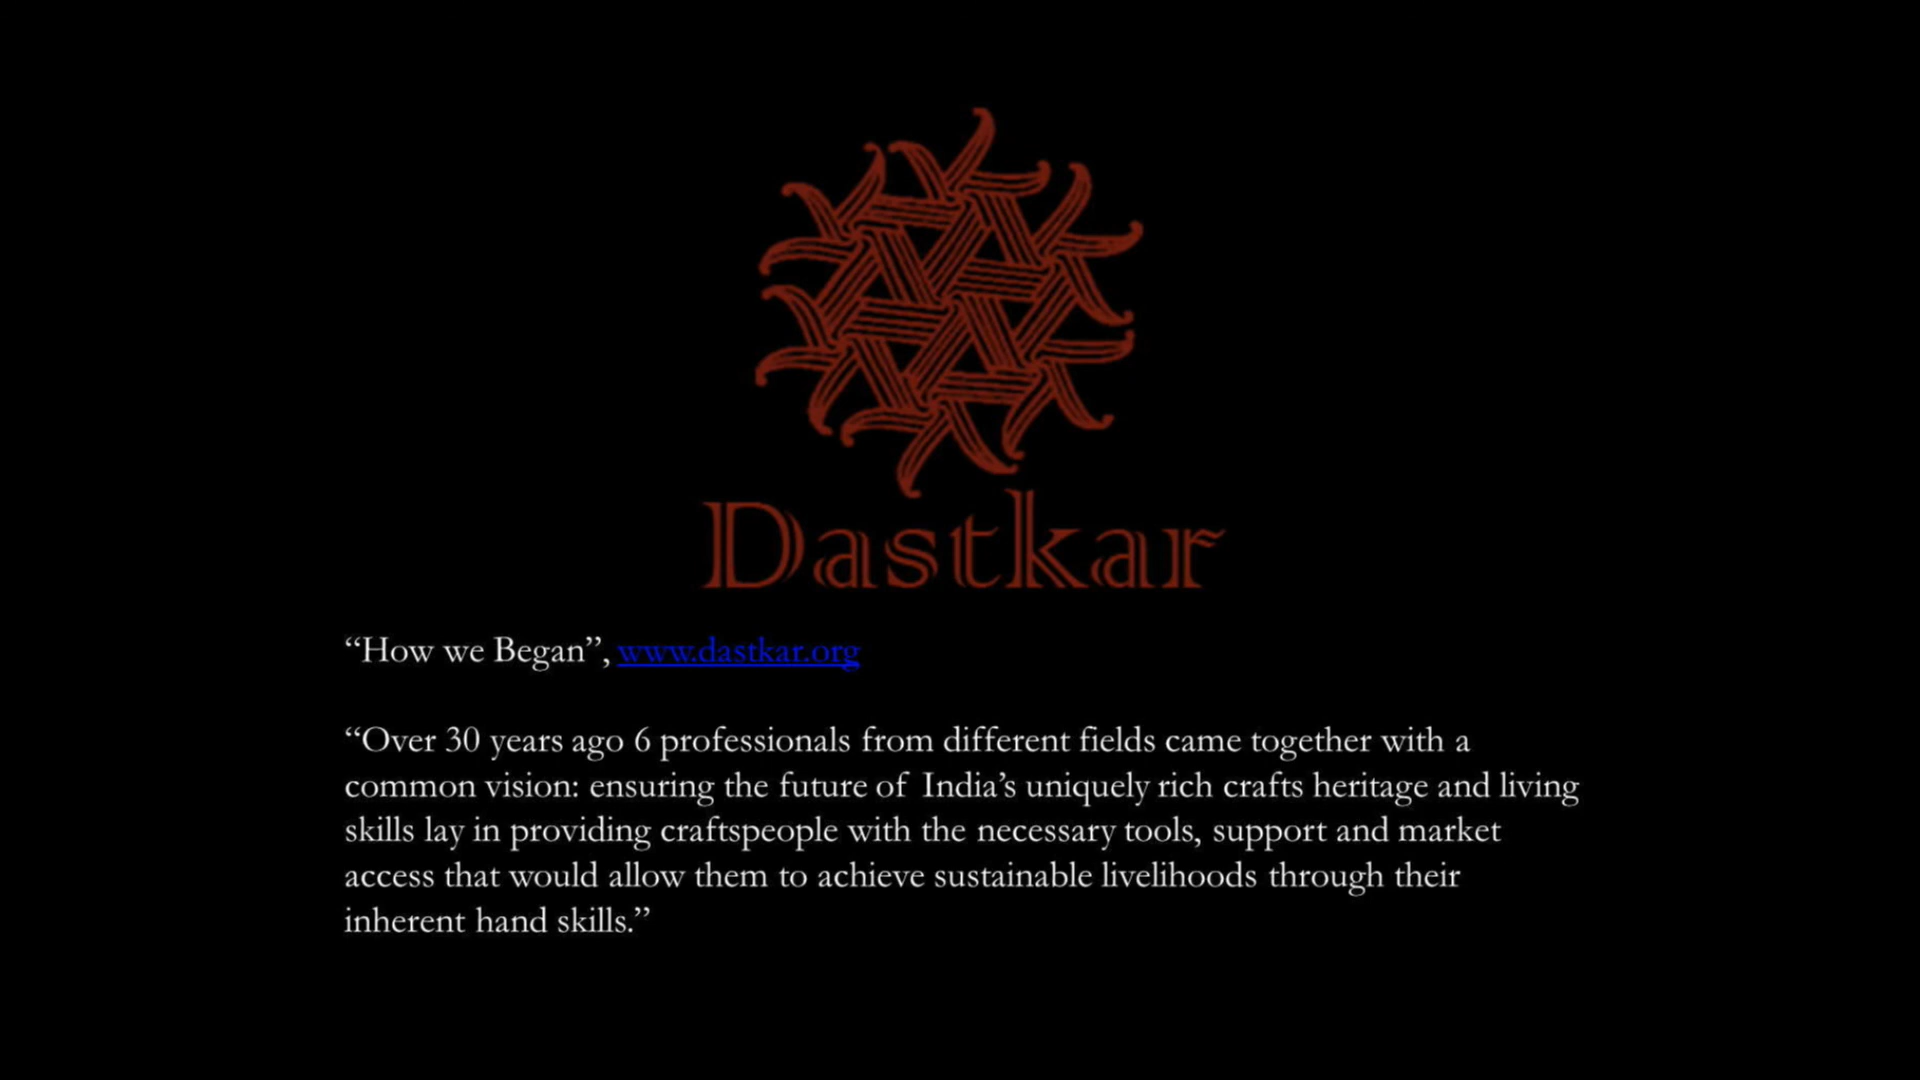 Dastkar
“How we Began”, www.dastkar.org
“Over 30 years ago 6 professionals from different fields came together with a
common vision: ensuring the future of India’s uniquely rich crafts heritage and living
skills lay in providing craftspeople with the necessary tools, support and market
access that would allow them to achieve sustainable livelihoods through their
inherent hand skills.”